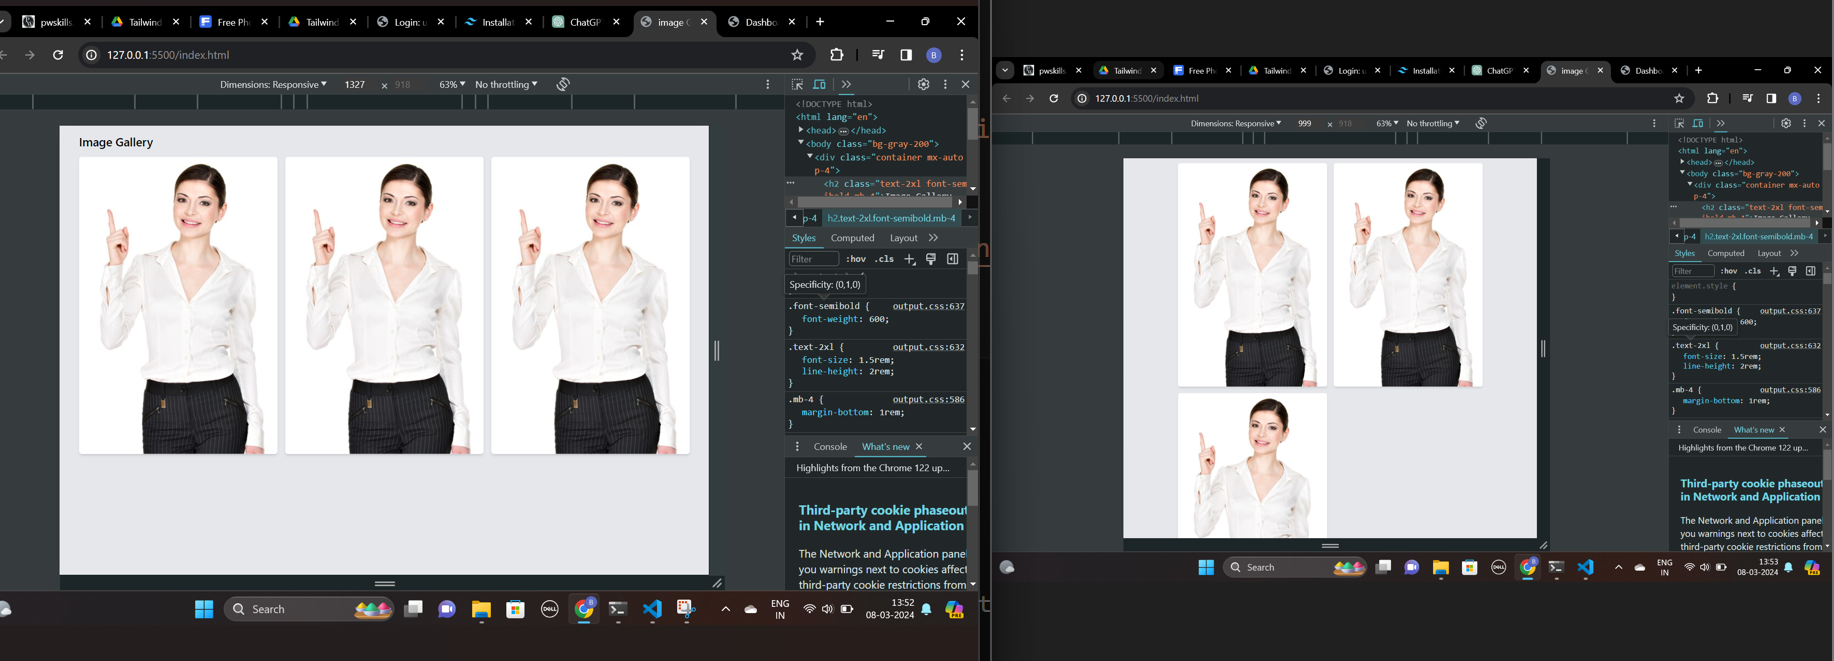 pwskills
Tailwind
Free Ph
Tailwind
Login: u
Installat
ChatGP
image G
Dashbo
127.0.0.1:5500/index.html
B
Dimensions: Responsive
1327
×
918
63%
No throttling
Image Gallery
<!DOCTYPE html>
<html lang="en">
<head> ••• </head>
<body class="bg-gray-200">
<div class="container mx-auto
p-4">
<h2 class="text-2xl font-sem
ibold mb-4">Image Gallery
p-4
h2.text-2xl.font-semibold.mb-4
Styles
Computed
Layout
Filter
:hov
.cls
Specificity: (0,1,0)
.font-semibold {
output.css:637
font-weight: 600;
}
.text-2xl {
output.css:632
font-size: 1.5rem;
line-height: 2rem;
}
.mb-4 {
output.css:586
margin-bottom: 1rem;
}
Console
What's new
Highlights from the Chrome 122 up...
Third-party cookie phaseout
in Network and Application
The Network and Application panel
you warnings next to cookies affect
third-party cookie restrictions from
Search
DELL
ENG
IN
13:52
08-03-2024
PRE
pwskills
Tailwind
Free Ph
Tailwind
Login: u
Installat
ChatGP
image G
Dashbo
127.0.0.1:5500/index.html
B
Dimensions: Responsive
999
×
918
63%
No throttling
<!DOCTYPE html>
<html lang="en">
<head> ••• </head>
<body class="bg-gray-200">
<div class="container mx-auto
p-4">
<h2 class="text-2xl font-sem
ibold mb-4">Image Gallery
p-4
h2.text-2xl.font-semibold.mb-4
Styles
Computed
Layout
Filter
:hov
.cls
element.style {
}
.font-semibold {
output.css:637
600;
Specificity: (0,1,0)
.text-2xl {
output.css:632
font-size: 1.5rem;
line-height: 2rem;
}
.mb-4 {
output.css:586
margin-bottom: 1rem;
}
Console
What's new
Highlights from the Chrome 122 up...
Third-party cookie phaseout
in Network and Application
The Network and Application pane
you warnings next to cookies affect
third-party cookie restrictions from
Search
DELL
ENG
IN
13:53
08-03-2024
PRE